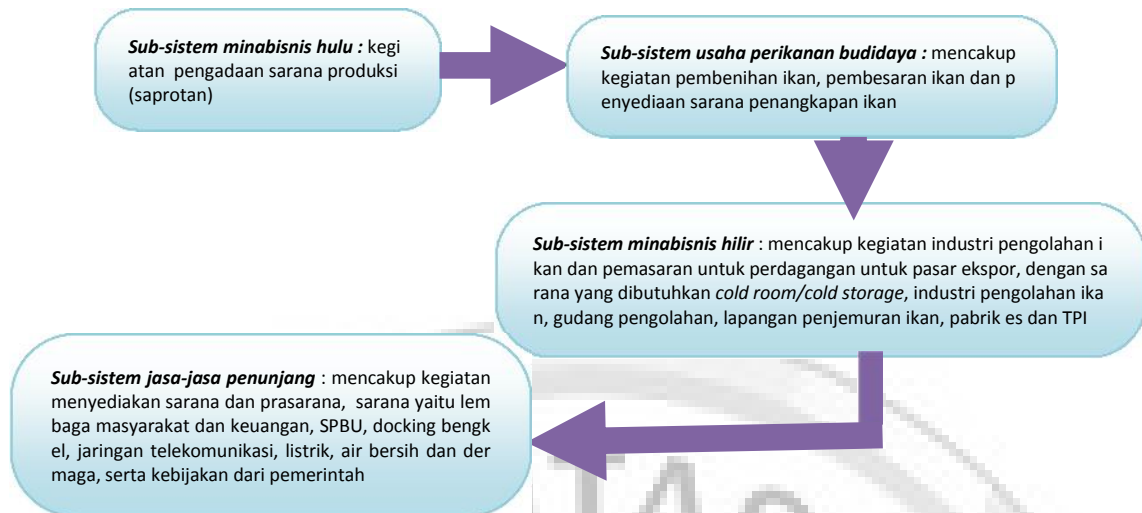 Sub-sistem minabisnis hulu : kegi
atan pengadaan sarana produksi
(saprotan)
Sub-sistem usaha perikanan budidaya : mencakup
kegiatan pembenihan ikan, pembesaran ikan dan p
enyediaan sarana penangkapan ikan
Sub-sistem minabisnis hilir : mencakup kegiatan industri pengolahan i
kan dan pemasaran untuk perdagangan untuk pasar ekspor, dengan sa
rana yang dibutuhkan cold room/cold storage, industri pengolahan ika
n, gudang pengolahan, lapangan penjemuran ikan, pabrik es dan TPI
Sub-sistem jasa-jasa penunjang : mencakup kegiatan
menyediakan sarana dan prasarana, sarana yaitu lem
baga masyarakat dan keuangan, SPBU, docking bengk
el, jaringan telekomunikasi, listrik, air bersih dan der
maga, serta kebijakan dari pemerintah